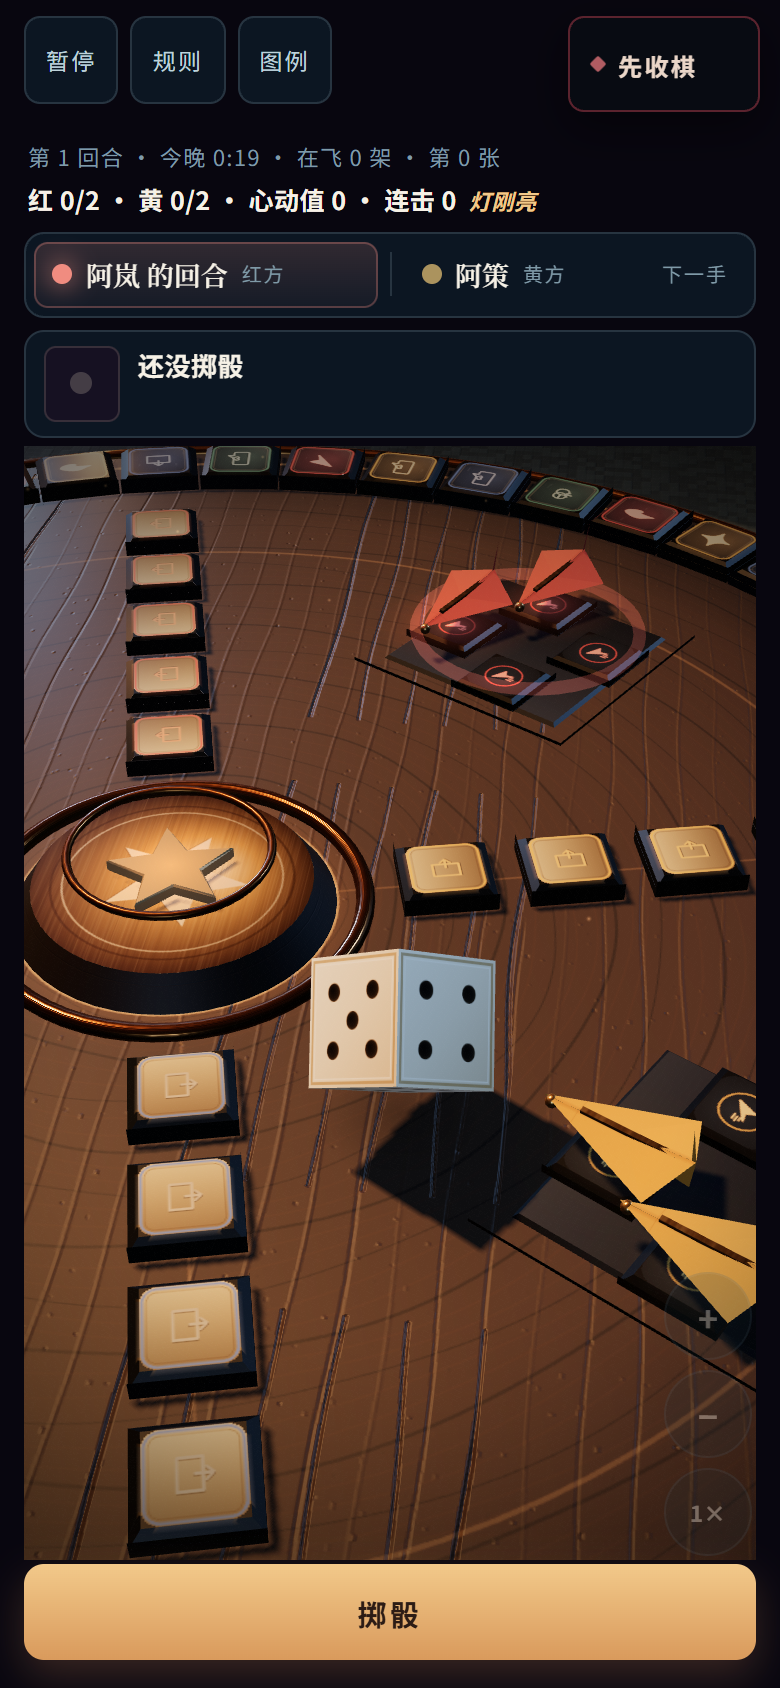 暂停 规则 图例 先收棋
第 1 回合 • 今晚 0:19 • 在飞 0 架 • 第 0 张
红 0/2 • 黄 0/2 • 心动值 0 • 连击 0 灯刚亮
阿岚 的回合 红方 阿策 黄方 下一手
还没掷骰
+
−
1×
掷骰